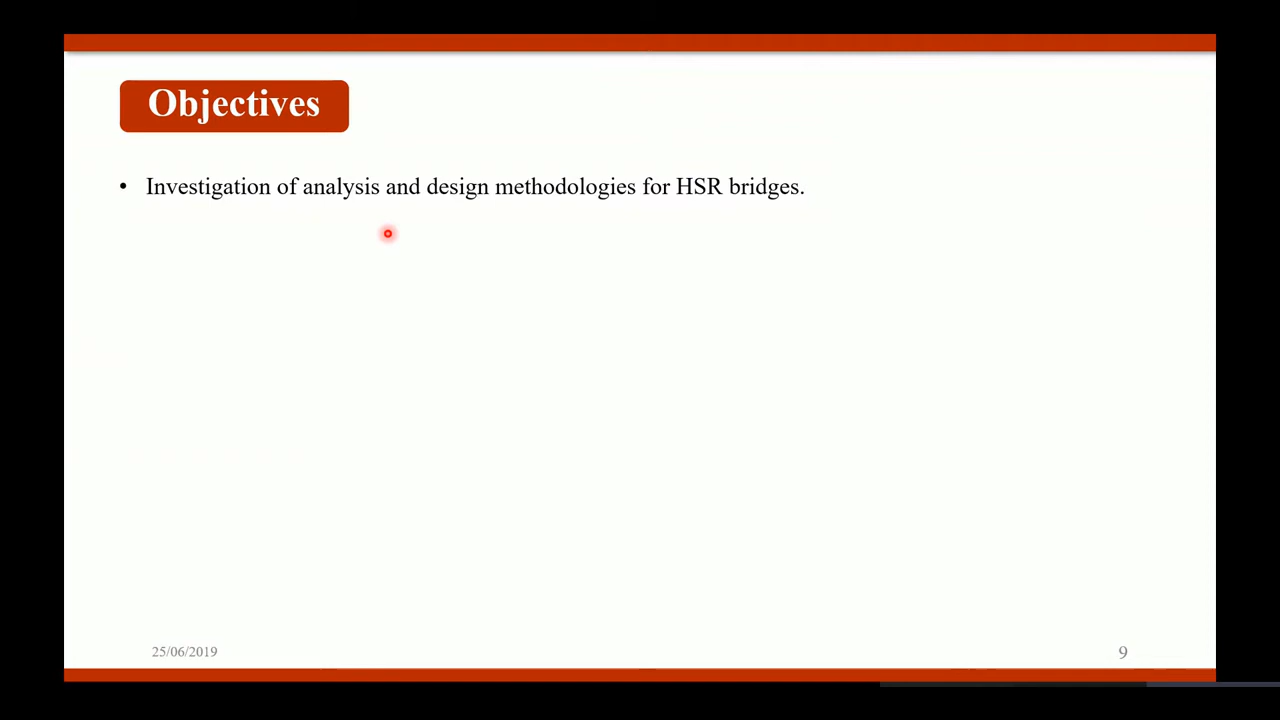 Objectives
• Investigation of analysis and design methodologies for HSR bridges.
25/06/2019
9